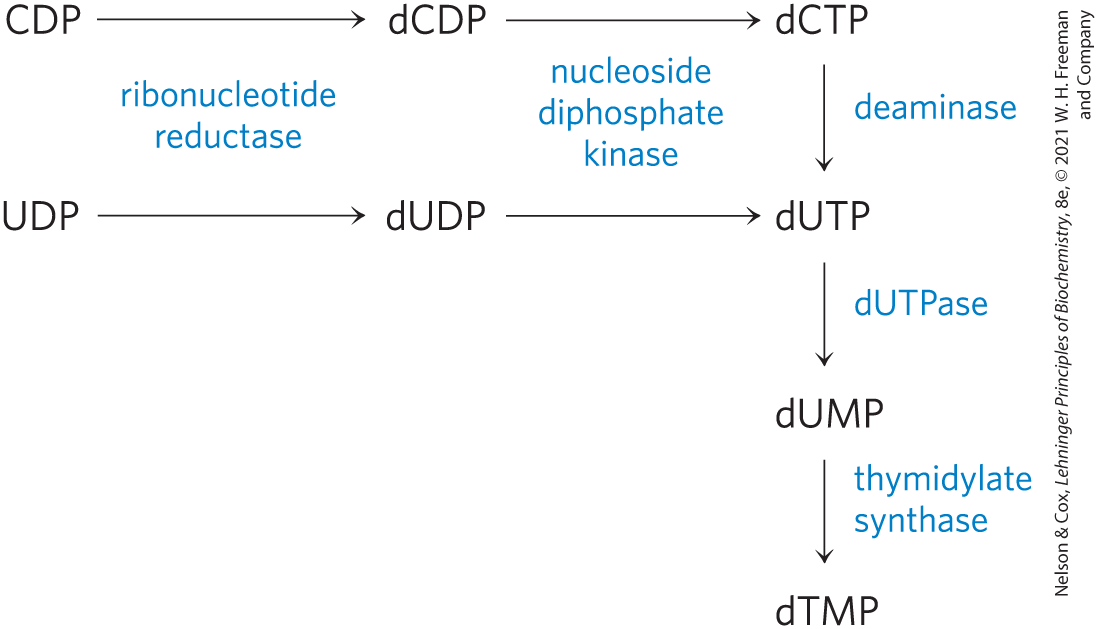 CDP dCDP dCTP
ribonucleotide
reductase
nucleoside
diphosphate
kinase
deaminase
UDP dUDP dUTP
dUTPase
dUMP
thymidylate
synthase
dTMP
Nelson & Cox, Lehninger Principles of Biochemistry, 8e, © 2021 W. H. Freeman
and Company